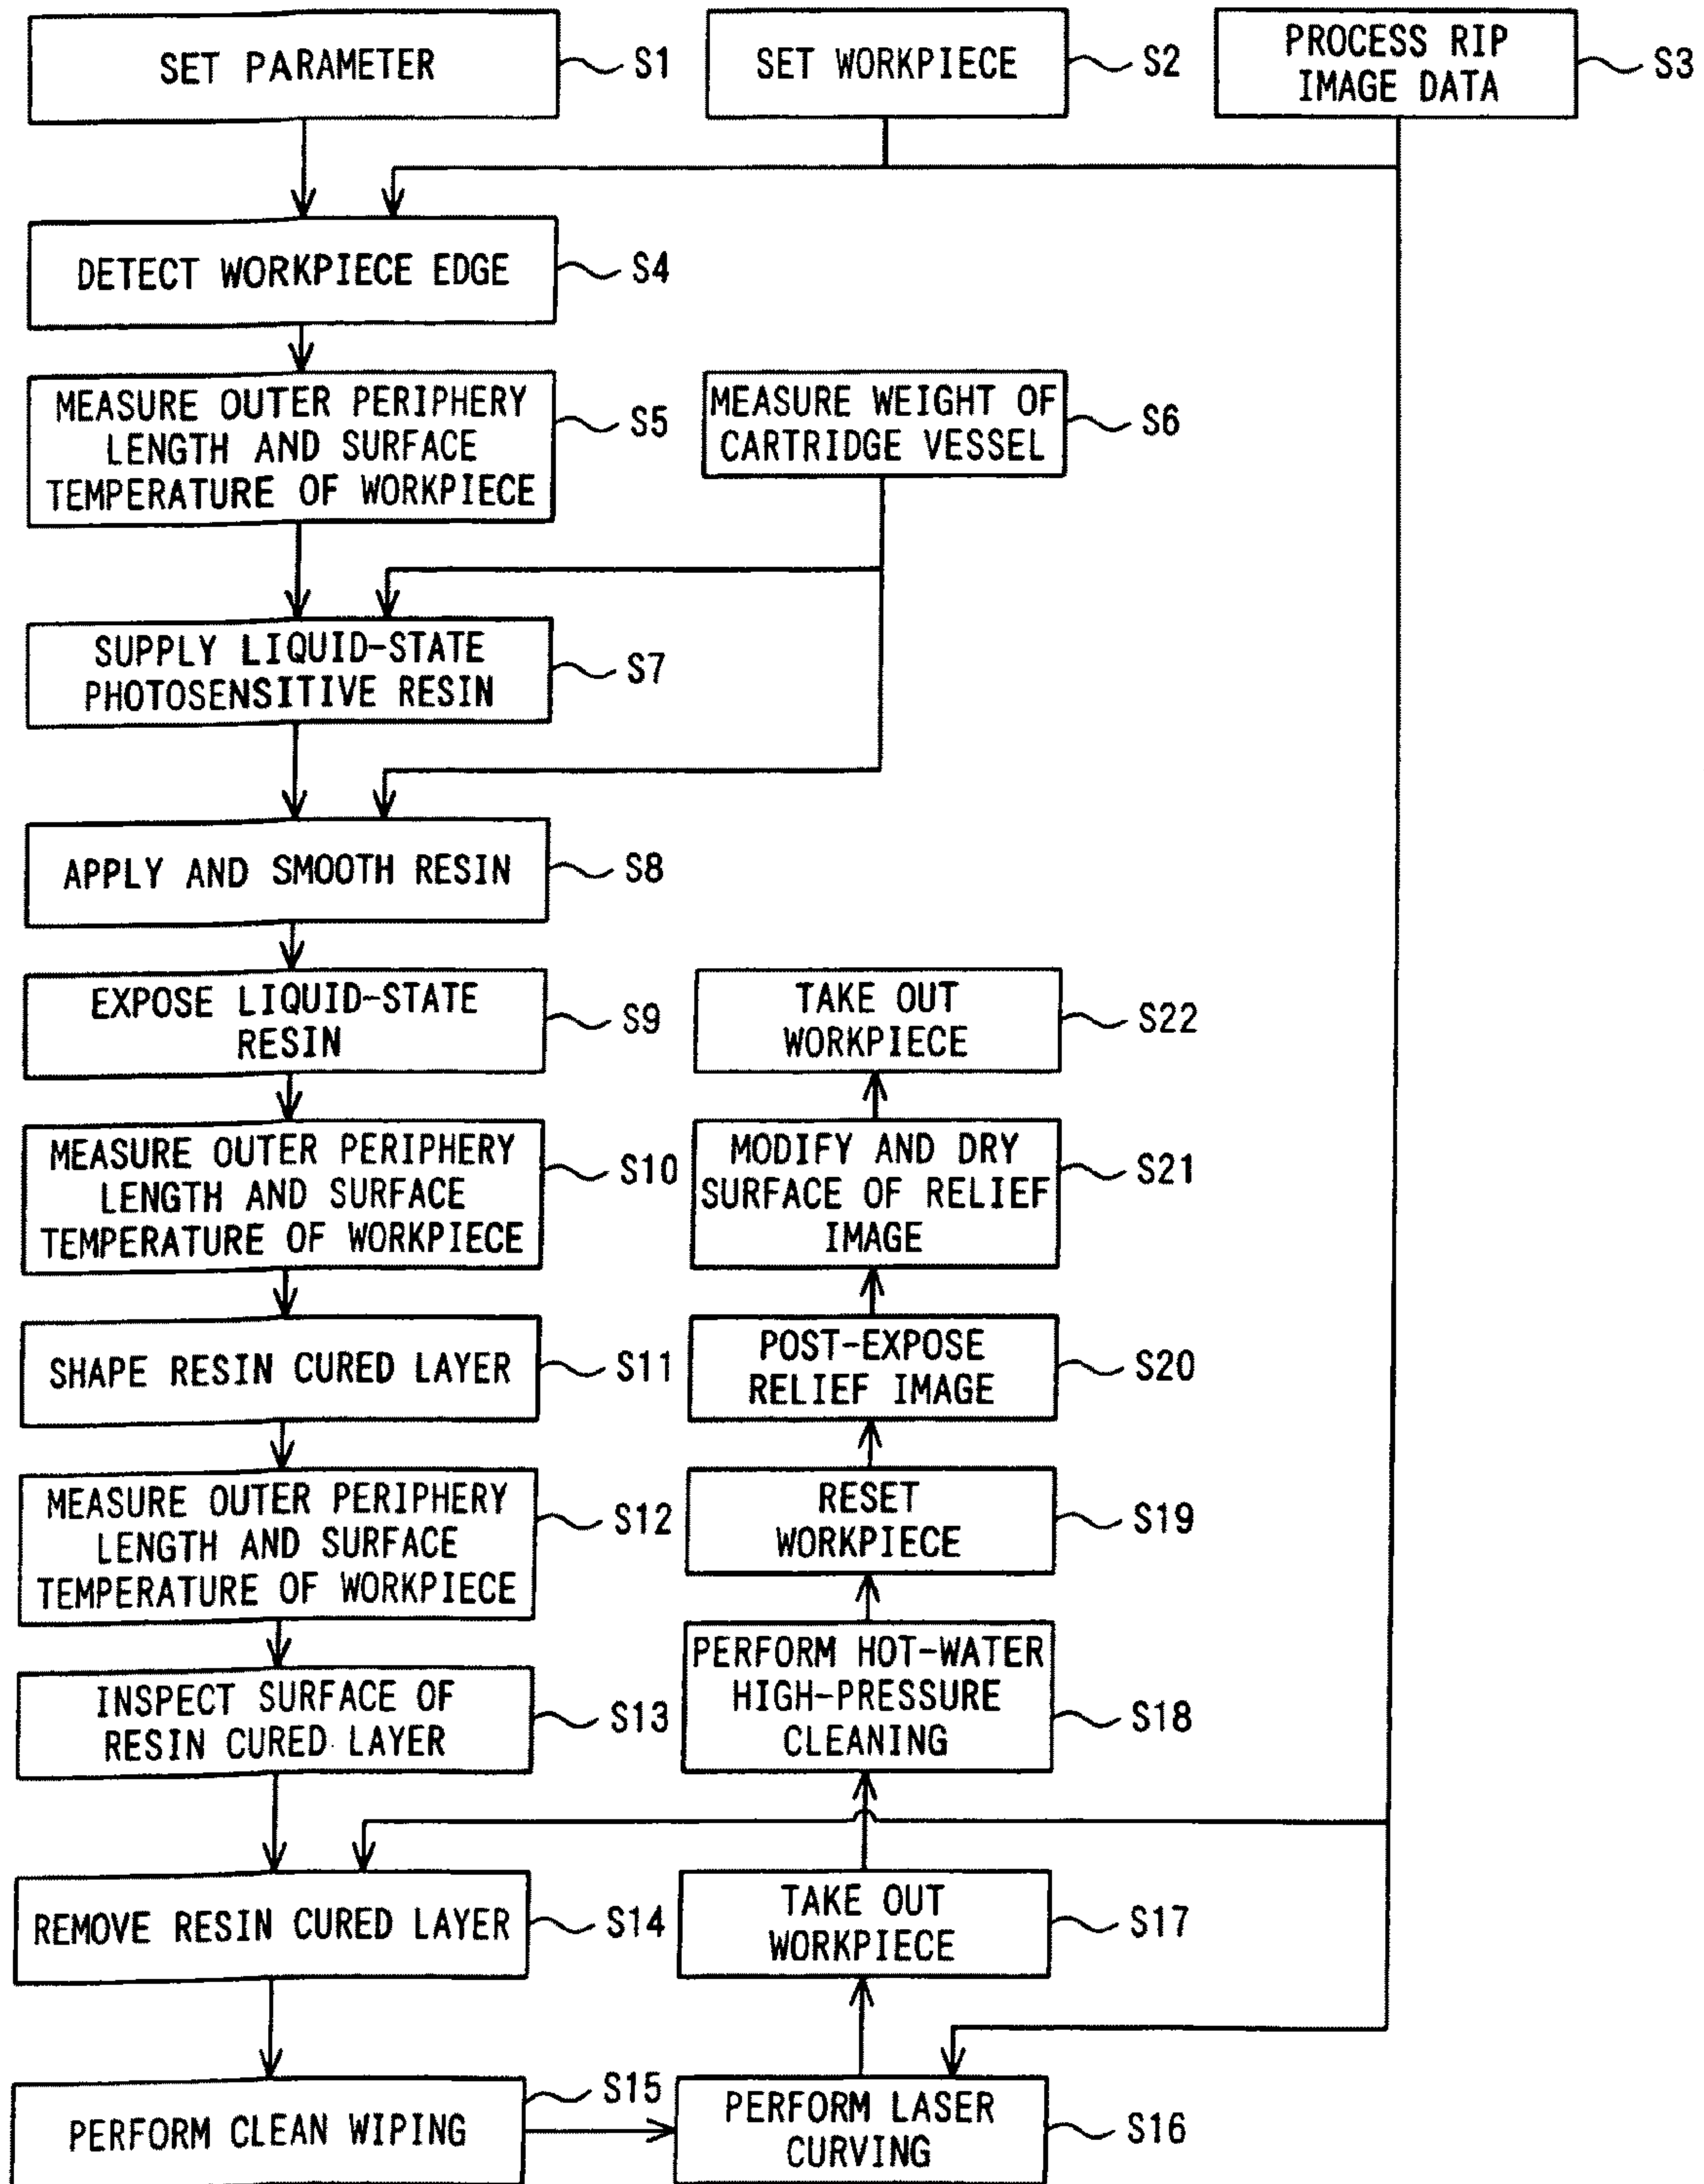 SET PARAMETER
S1
SET WORKPIECE
S2
PROCESS RIP
IMAGE DATA
S3
DETECT WORKPIECE EDGE
S4
MEASURE OUTER PERIPHERY
LENGTH AND SURFACE
TEMPERATURE OF WORKPIECE
S5
MEASURE WEIGHT OF
CARTRIDGE VESSEL
S6
SUPPLY LIQUID-STATE
PHOTOSENSITIVE RESIN
S7
APPLY AND SMOOTH RESIN
S8
EXPOSE LIQUID-STATE
RESIN
S9
MEASURE OUTER PERIPHERY
LENGTH AND SURFACE
TEMPERATURE OF WORKPIECE
S10
SHAPE RESIN CURED LAYER
S11
MEASURE OUTER PERIPHERY
LENGTH AND SURFACE
TEMPERATURE OF WORKPIECE
S12
INSPECT SURFACE OF
RESIN CURED LAYER
S13
REMOVE RESIN CURED LAYER
S14
PERFORM CLEAN WIPING
S15
PERFORM LASER
CURVING
S16
TAKE OUT
WORKPIECE
S17
PERFORM HOT-WATER
HIGH-PRESSURE
CLEANING
S18
RESET
WORKPIECE
S19
POST-EXPOSE
RELIEF IMAGE
S20
MODIFY AND DRY
SURFACE OF RELIEF
IMAGE
S21
TAKE OUT
WORKPIECE
S22